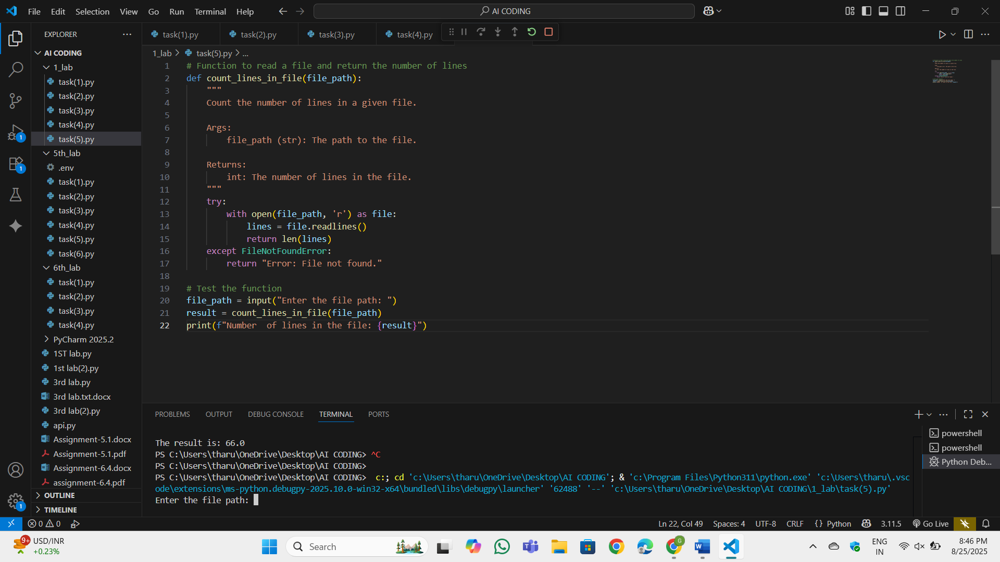 File Edit Selection View Go Run Terminal Help
AI CODING
EXPLORER
task(1).py task(2).py task(3).py task(4).py
AI CODING
1_lab
task(1).py
task(2).py
task(3).py
task(4).py
task(5).py
5th_lab
.env
task(1).py
task(2).py
task(3).py
task(4).py
task(5).py
task(6).py
6th_lab
task(1).py
task(2).py
task(3).py
task(4).py
PyCharm 2025.2
1ST lab.py
1st lab(2).py
3rd lab.py
3rd lab.txt.docx
3rd lab(2).py
api.py
Assignment-5.1.docx
Assignment-5.1.pdf
Assignment-6.4.docx
assignment-6.4.pdf
OUTLINE
TIMELINE
1
1
1
1_lab > task(5).py > ...
1 # Function to read a file and return the number of lines
2 def count_lines_in_file(file_path):
3 """
4 Count the number of lines in a given file.
5
6 Args:
7 file_path (str): The path to the file.
8
9 Returns:
10 int: The number of lines in the file.
11 """
12 try:
13 with open(file_path, 'r') as file:
14 lines = file.readlines()
15 return len(lines)
16 except FileNotFoundError:
17 return "Error: File not found."
18
19 # Test the function
20 file_path = input("Enter the file path: ")
21 result = count_lines_in_file(file_path)
22 print(f"Number  of lines in the file: {result}")
PROBLEMS OUTPUT DEBUG CONSOLE TERMINAL PORTS
The result is: 66.0
PS C:\Users\tharu\OneDrive\Desktop\AI CODING> ^C
PS C:\Users\tharu\OneDrive\Desktop\AI CODING>
PS C:\Users\tharu\OneDrive\Desktop\AI CODING>  c:; cd 'c:\Users\tharu\OneDrive\Desktop\AI CODING'; & 'c:\Program Files\Python311\python.exe' 'c:\Users\tharu\.vsc
ode\extensions\ms-python.debugpy-2025.10.0-win32-x64\bundled\libs\debugpy\launcher' '62488' '--' 'c:\Users\tharu\OneDrive\Desktop\AI CODING\1_lab\task(5).py'
Enter the file path:
powershell
powershell
Python Deb...
0 0
Ln 22, Col 49 Spaces: 4 UTF-8 CRLF {} Python 3.11.5 Go Live
9+ USD/INR
+0.23%
Search
G
ENG
IN
8:46 PM
8/25/2025